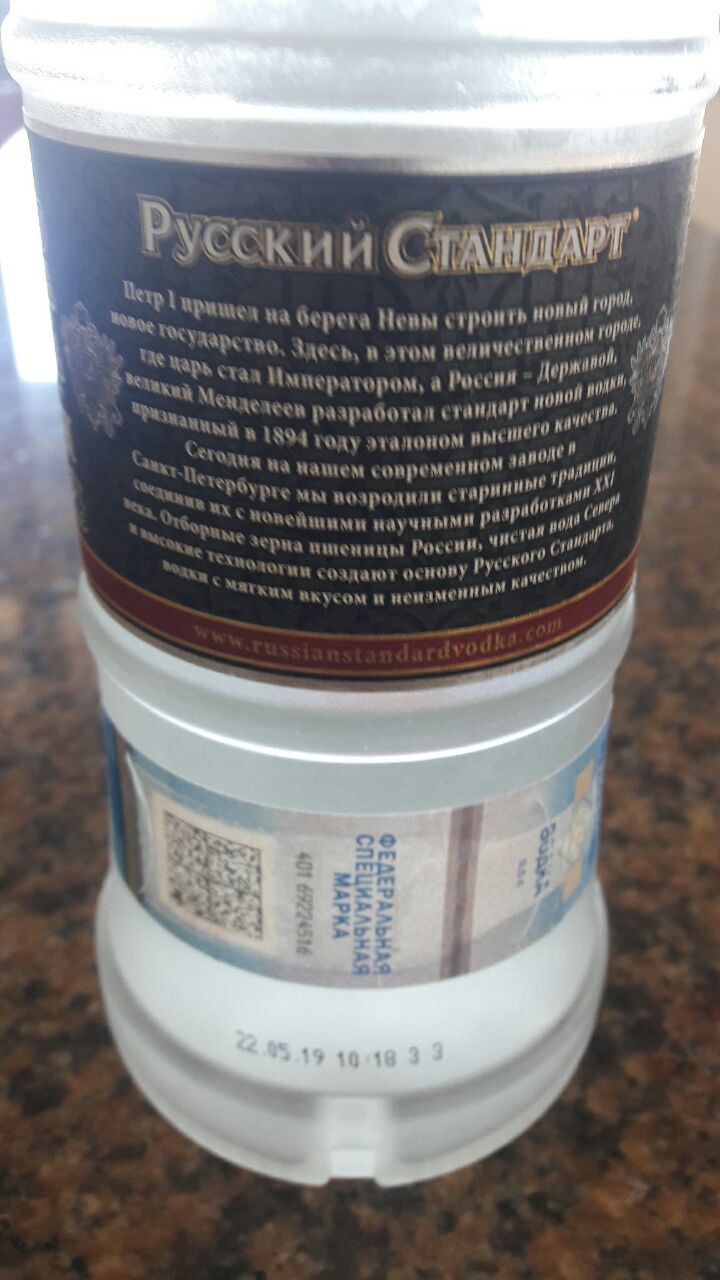 Русский Стандарт
Петр I пришел на берега Невы строить новый город,
новое государство. Здесь, в этом величественном городе,
где царь стал Императором, а Россия – Державой,
великий Менделеев разработал стандарт новой водки,
признанный в 1894 году эталоном высшего качества.
Сегодня на нашем современном заводе в
Санкт-Петербурге мы возродили старинные традиции,
соединив их с новейшими научными разработками XXI
века. Отборные зерна пшеницы России, чистая вода Севера
и высокие технологии создают основу Русского Стандарта,
водки с мягким вкусом и неизменным качеством.
www.russianstandardvodka.com
ФЕДЕРАЛЬНАЯ
СПЕЦИАЛЬНАЯ
МАРКА
401 69224516
ВОДКА
22.05.19 10:18 3 3